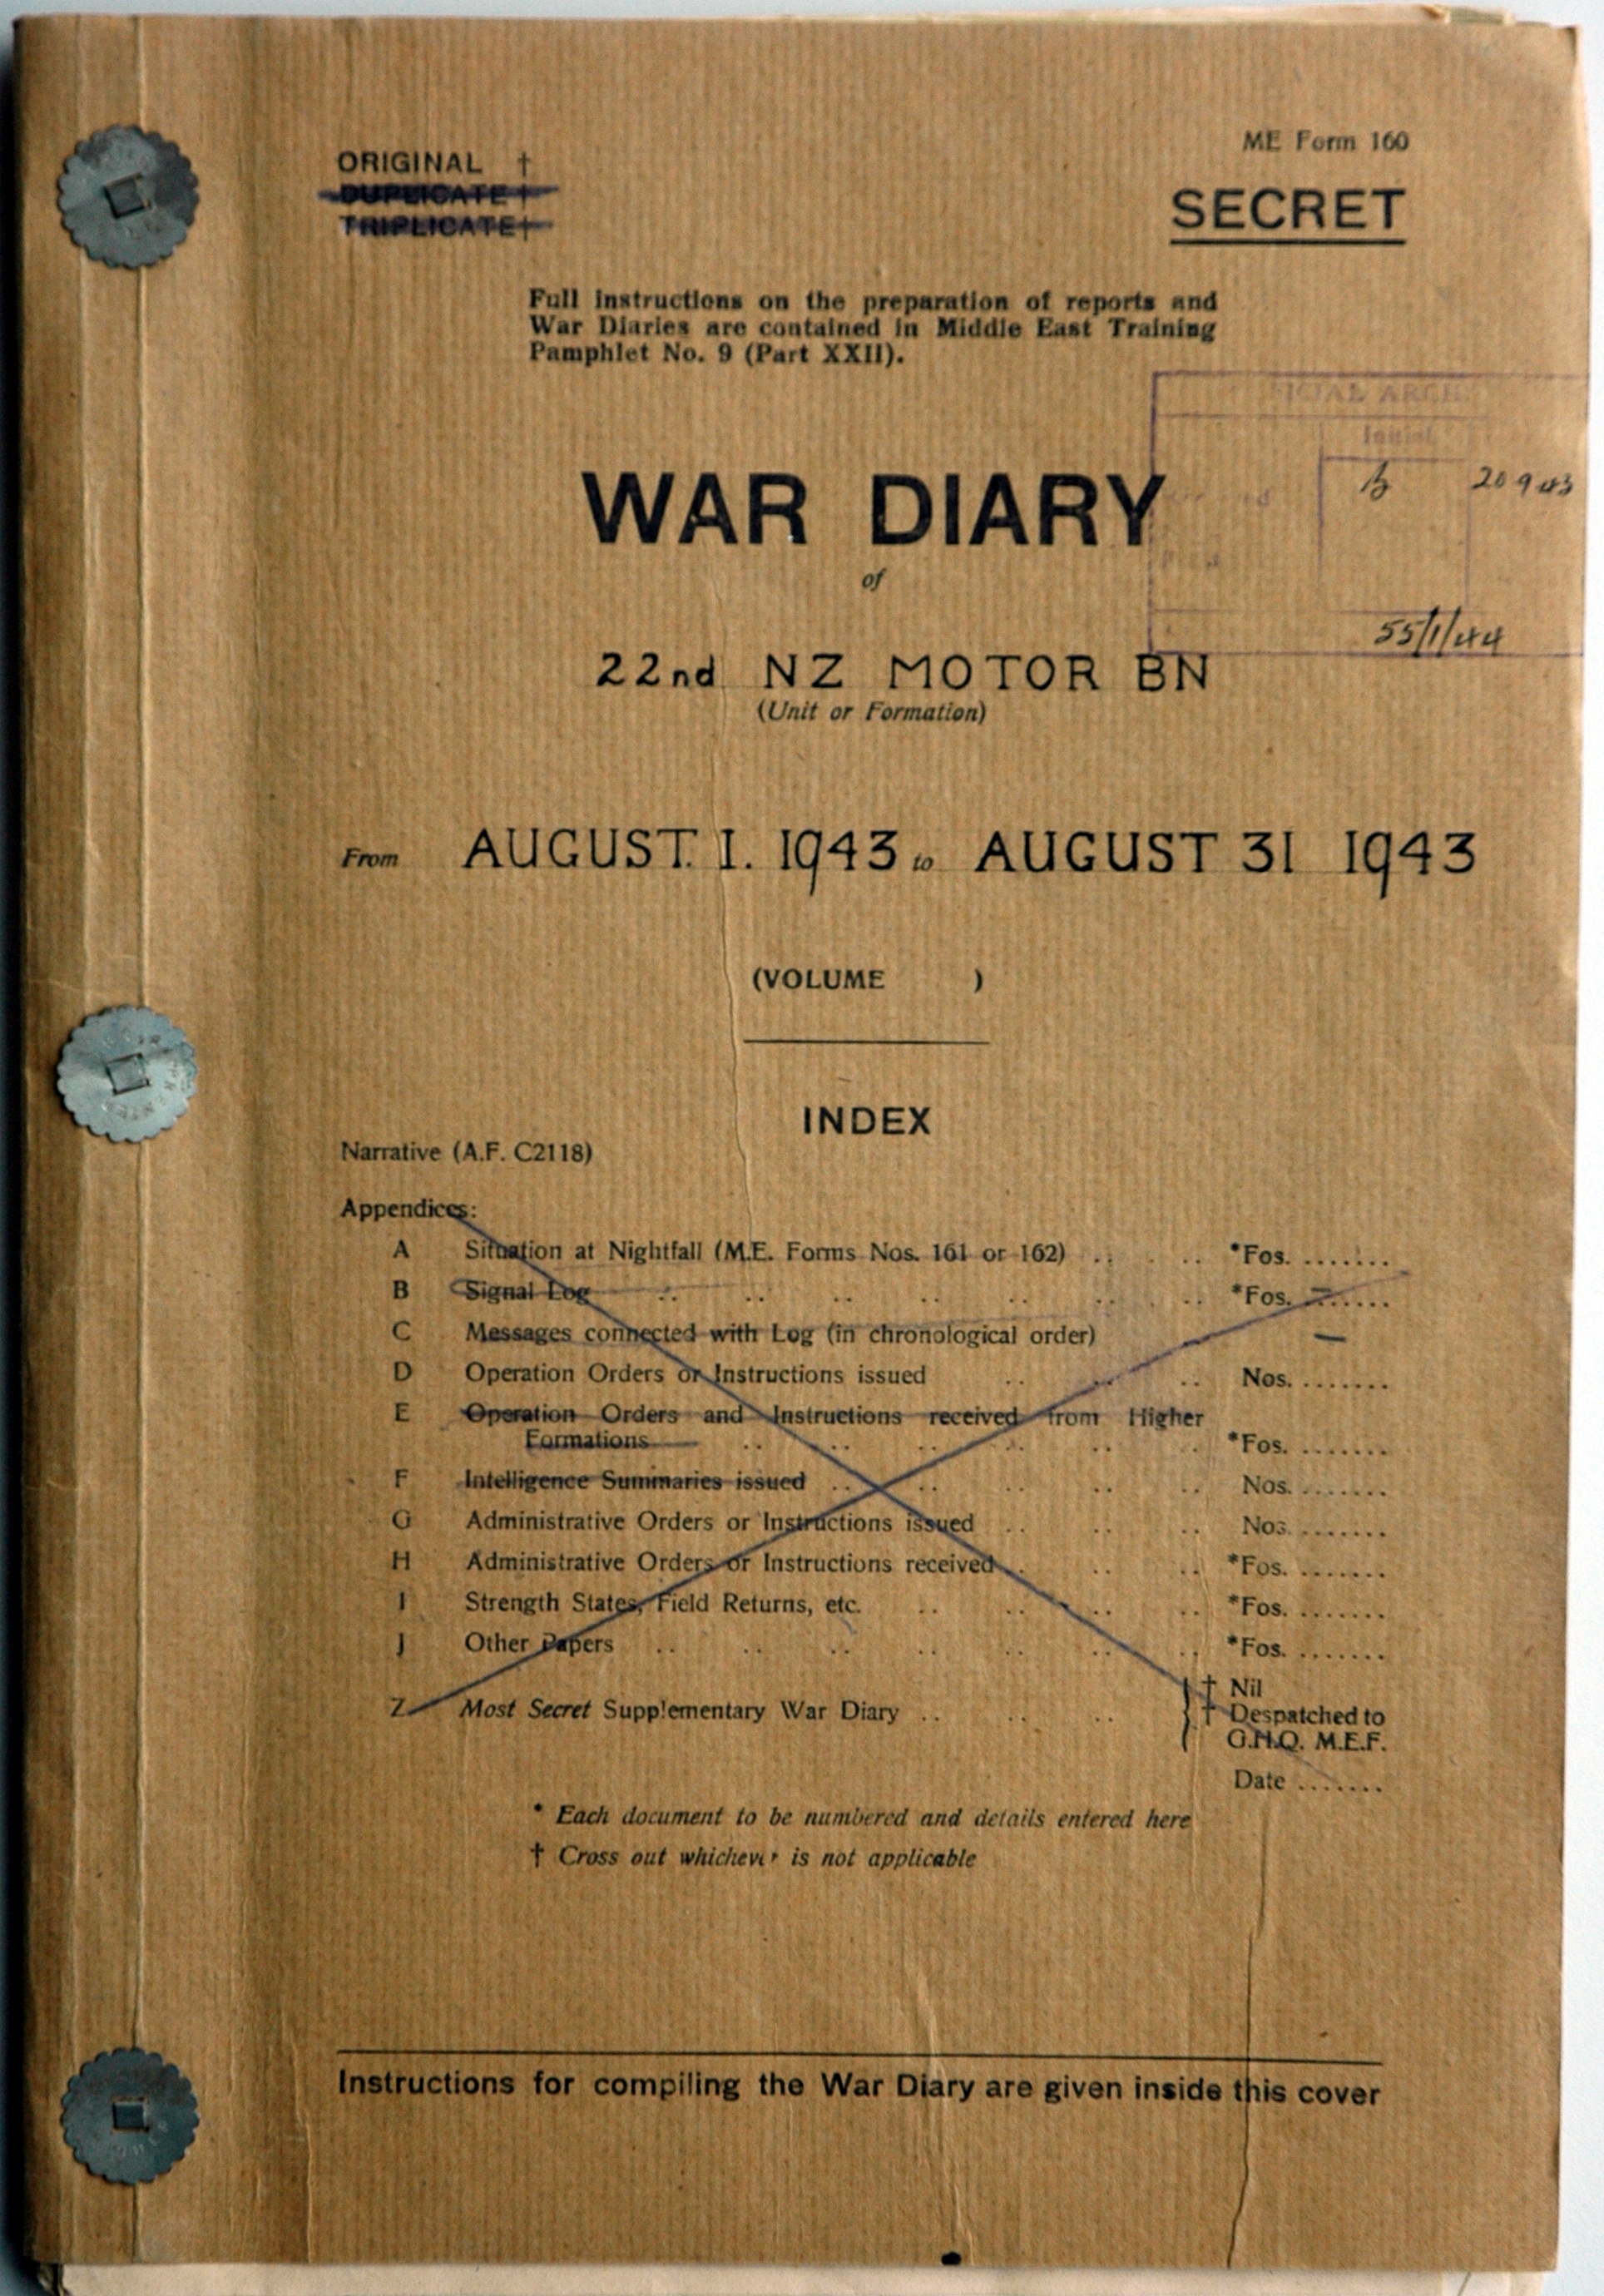 ME Form 160
ORIGINAL †
DUPLICATE †
TRIPLICATE †
SECRET
Full instructions on the preparation of reports and
War Diaries are contained in Middle East Training
Pamphlet No. 9 (Part XXII).
Initial
20 9 43
WAR DIARY
of
55/1/44
22nd NZ MOTOR BN
(Unit or Formation)
From AUGUST. 1. 1943 to AUGUST 31 1943
(VOLUME )
INDEX
Narrative (A.F. C2118)
Appendices:
A Situation at Nightfall (M.E. Forms Nos. 161 or 162) .. .. .. *Fos. ........
B Signal Log .. .. .. .. .. .. .. *Fos. ........
C Messages connected with Log (in chronological order) —
D Operation Orders or Instructions issued .. .. .. Nos. ........
E Operation Orders and Instructions received from Higher
Formations .. .. .. .. .. .. *Fos. ........
F Intelligence Summaries issued .. .. .. .. .. Nos. ........
G Administrative Orders or Instructions issued .. .. .. Nos. ........
H Administrative Orders or Instructions received .. .. .. *Fos. ........
I Strength States, Field Returns, etc. .. .. .. .. *Fos. ........
J Other Papers .. .. .. .. .. .. .. *Fos. ........
Z Most Secret Supplementary War Diary .. .. .. † Nil
† Despatched to
G.H.Q. M.E.F.
Date .......
* Each document to be numbered and details entered here
† Cross out whichever is not applicable
Instructions for compiling the War Diary are given inside this cover